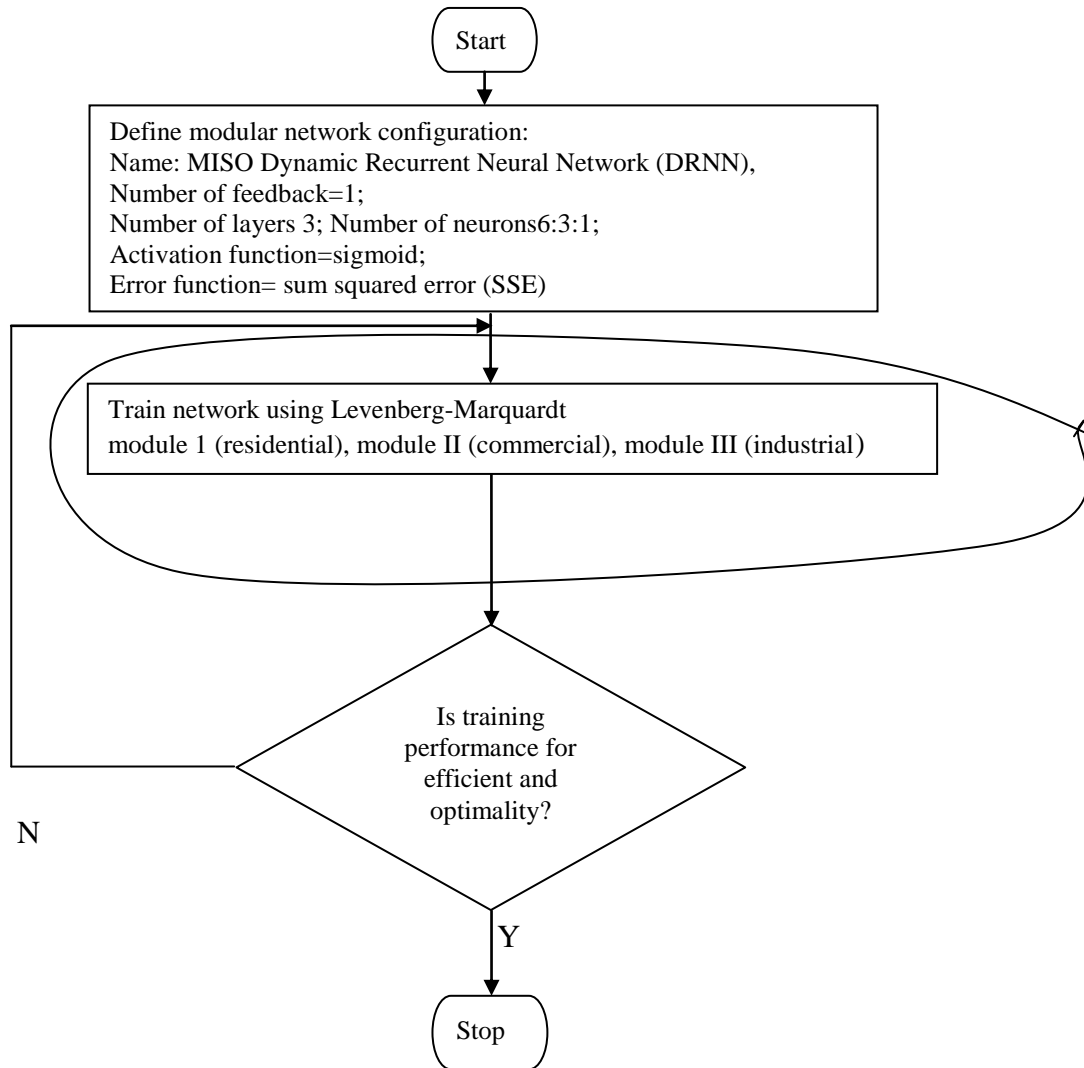 Start
Define modular network configuration:
Name: MISO Dynamic Recurrent Neural Network (DRNN),
Number of feedback=1;
Number of layers 3; Number of neurons6:3:1;
Activation function=sigmoid;
Error function= sum squared error (SSE)
Train network using Levenberg-Marquardt
module 1 (residential), module II (commercial), module III (industrial)
Is training
performance for
efficient and
optimality?
N
Y
Stop